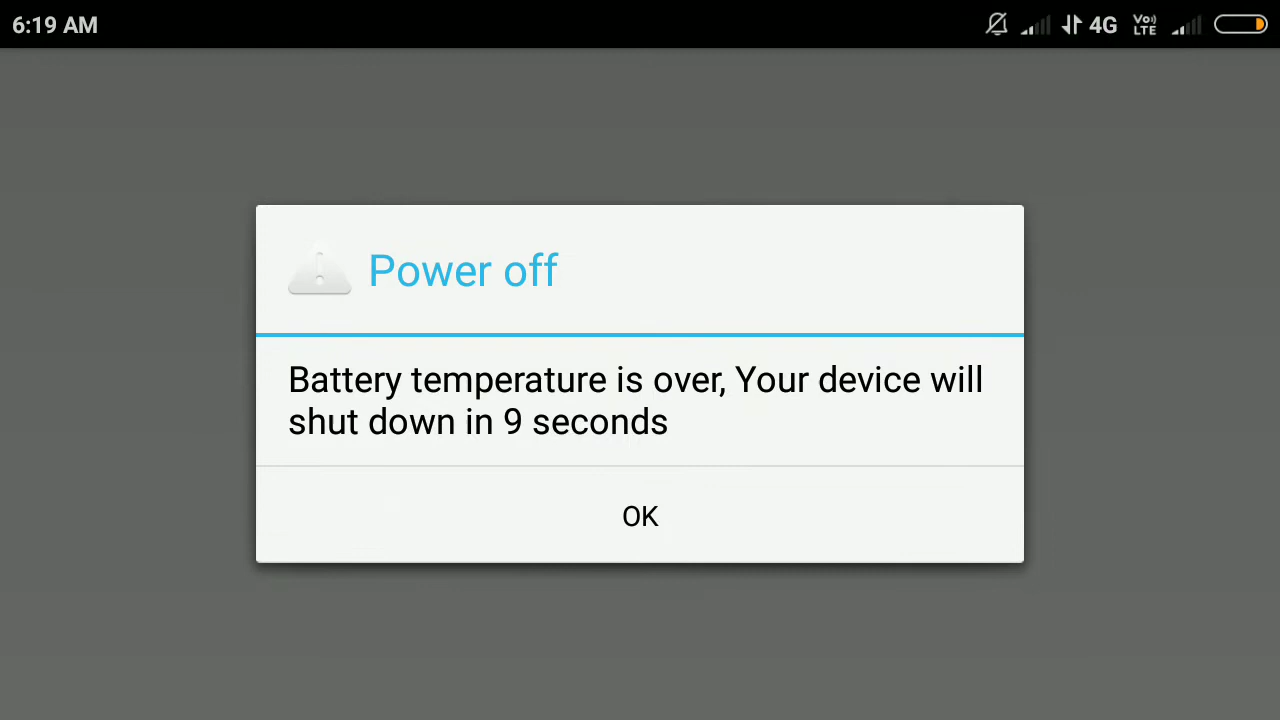 6:19 AM 4G Vo) LTE
Power off
Battery temperature is over, Your device will
shut down in 9 seconds
OK